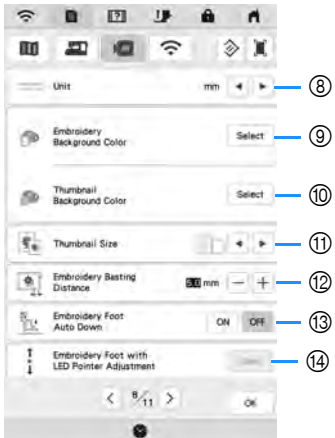 Unit mm ⑧
Embroidery
Background Color Select ⑨
Thumbnail
Background Color Select ⑩
Thumbnail Size ⑪
Embroidery Basting
Distance 5.0 mm − + ⑫
Embroidery Foot
Auto Down ON OFF ⑬
Embroidery Foot with
LED Pointer Adjustment ⑭
< 8/11 > OK